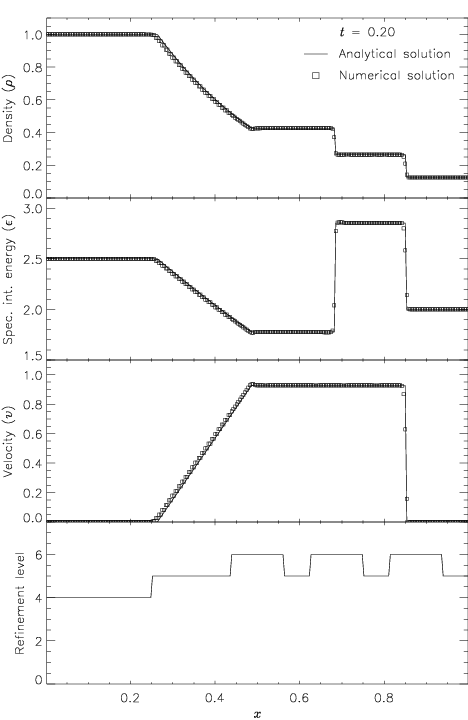 t = 0.20
Analytical solution
Numerical solution
Density (ρ)
1.0
0.8
0.6
0.4
0.2
0.0
Spec. int. energy (ϵ)
3.0
2.5
2.0
1.5
Velocity (υ)
1.0
0.8
0.6
0.4
0.2
0.0
Refinement level
6
4
2
0
0.2 0.4 0.6 0.8
x